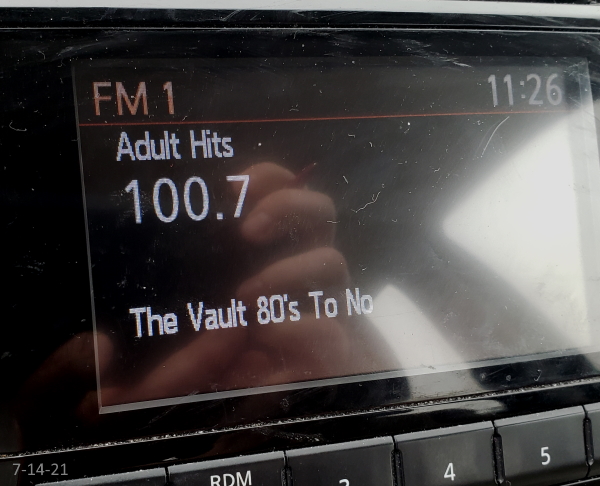 FM 1
11:26
Adult Hits
100.7
The Vault 80's To No
7-14-21
RDM
4
5